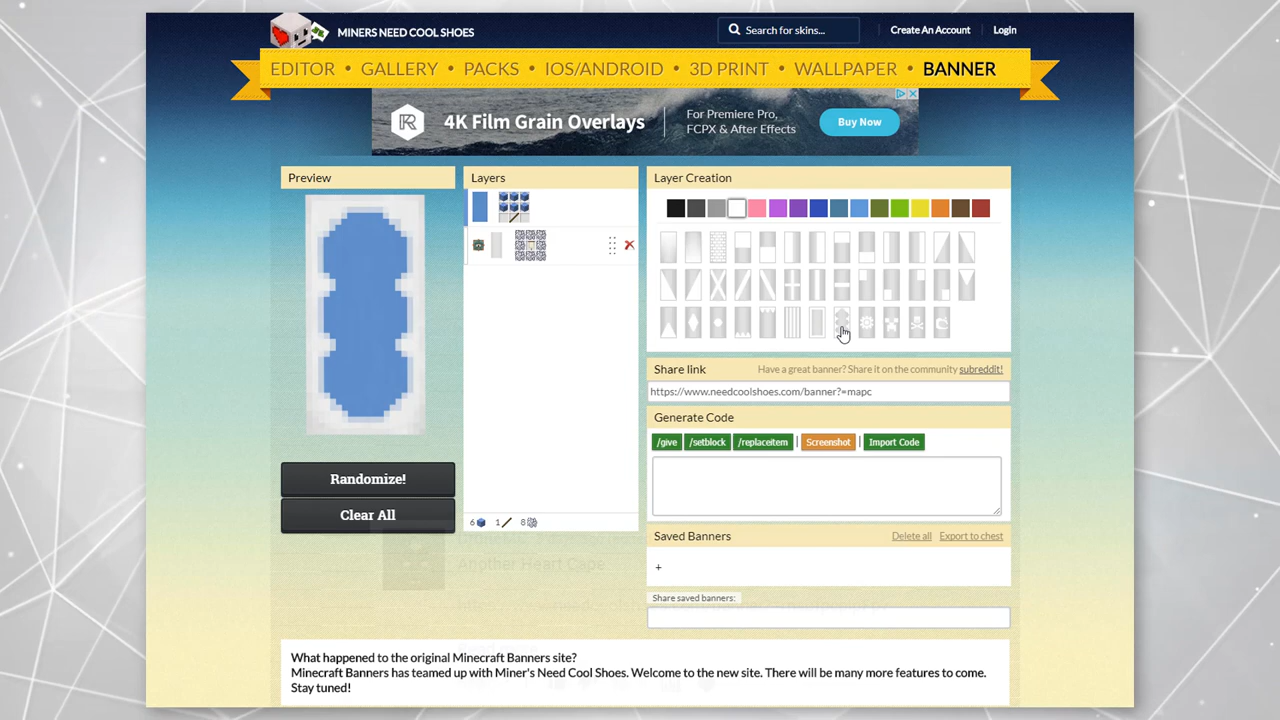 MINERS NEED COOL SHOES
Search for skins...
Create An Account
Login
EDITOR • GALLERY • PACKS • IOS/ANDROID • 3D PRINT • WALLPAPER • BANNER
4K Film Grain Overlays
For Premiere Pro,
FCPX & After Effects
Buy Now
Preview
Layers
Layer Creation
Share link
Have a great banner? Share it on the community subreddit!
https://www.needcoolshoes.com/banner?=mapc
Generate Code
/give
/setblock
/replaceitem
|
Screenshot
|
Import Code
Randomize!
Clear All
6
1
8
Saved Banners
Delete all
Export to chest
+
Another Heart Cape
Share saved banners:
What happened to the original Minecraft Banners site?
Minecraft Banners has teamed up with Miner's Need Cool Shoes. Welcome to the new site. There will be many more features to come.
Stay tuned!